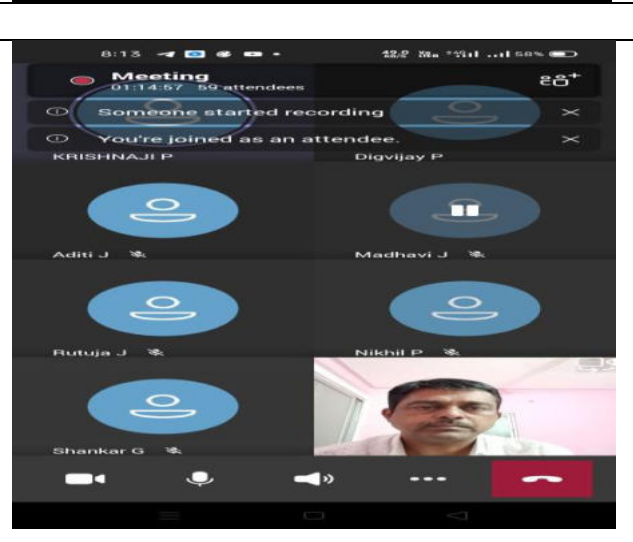 8:13 58%
Meeting
01:14:57 59 attendees
Someone started recording
You're joined as an attendee.
KRISHNAJI P Digvijay P
Aditi J Madhavi J
Rutuja J Nikhil P
Shankar G